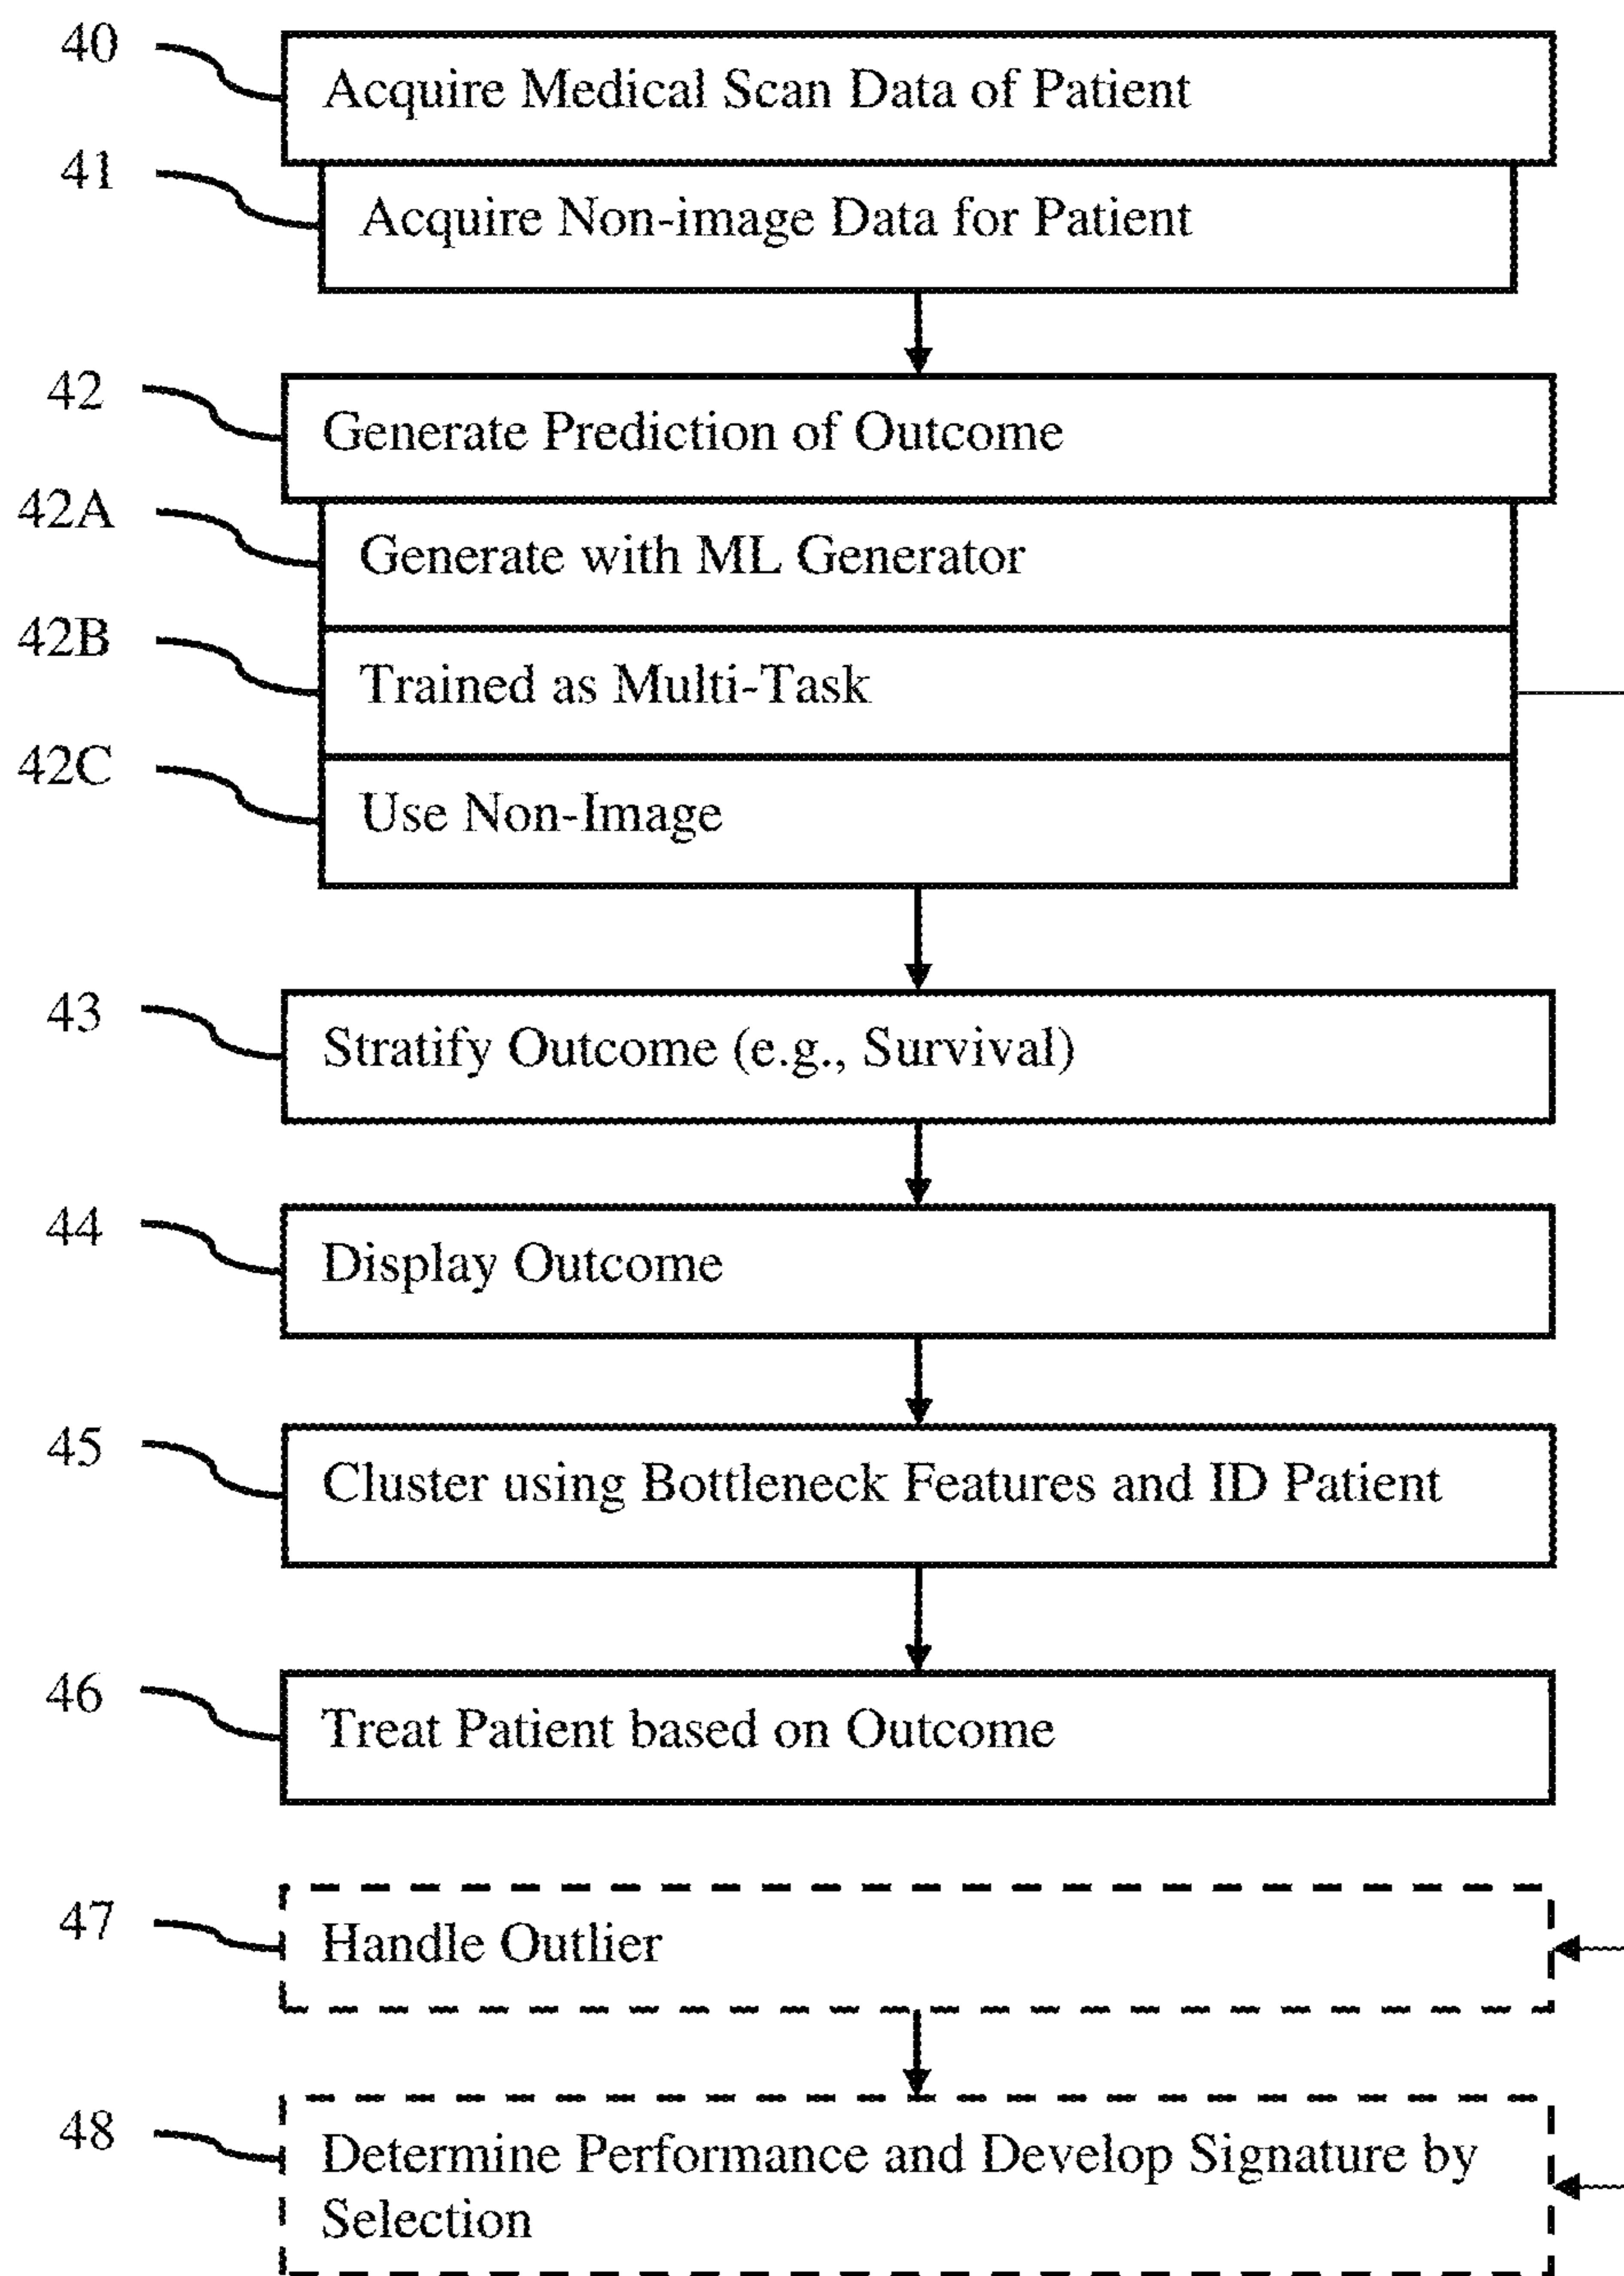 40
Acquire Medical Scan Data of Patient
41
Acquire Non-image Data for Patient
42
Generate Prediction of Outcome
42A
Generate with ML Generator
42B
Trained as Multi-Task
42C
Use Non-Image
43
Stratify Outcome (e.g., Survival)
44
Display Outcome
45
Cluster using Bottleneck Features and ID Patient
46
Treat Patient based on Outcome
47
Handle Outlier
48
Determine Performance and Develop Signature by
Selection